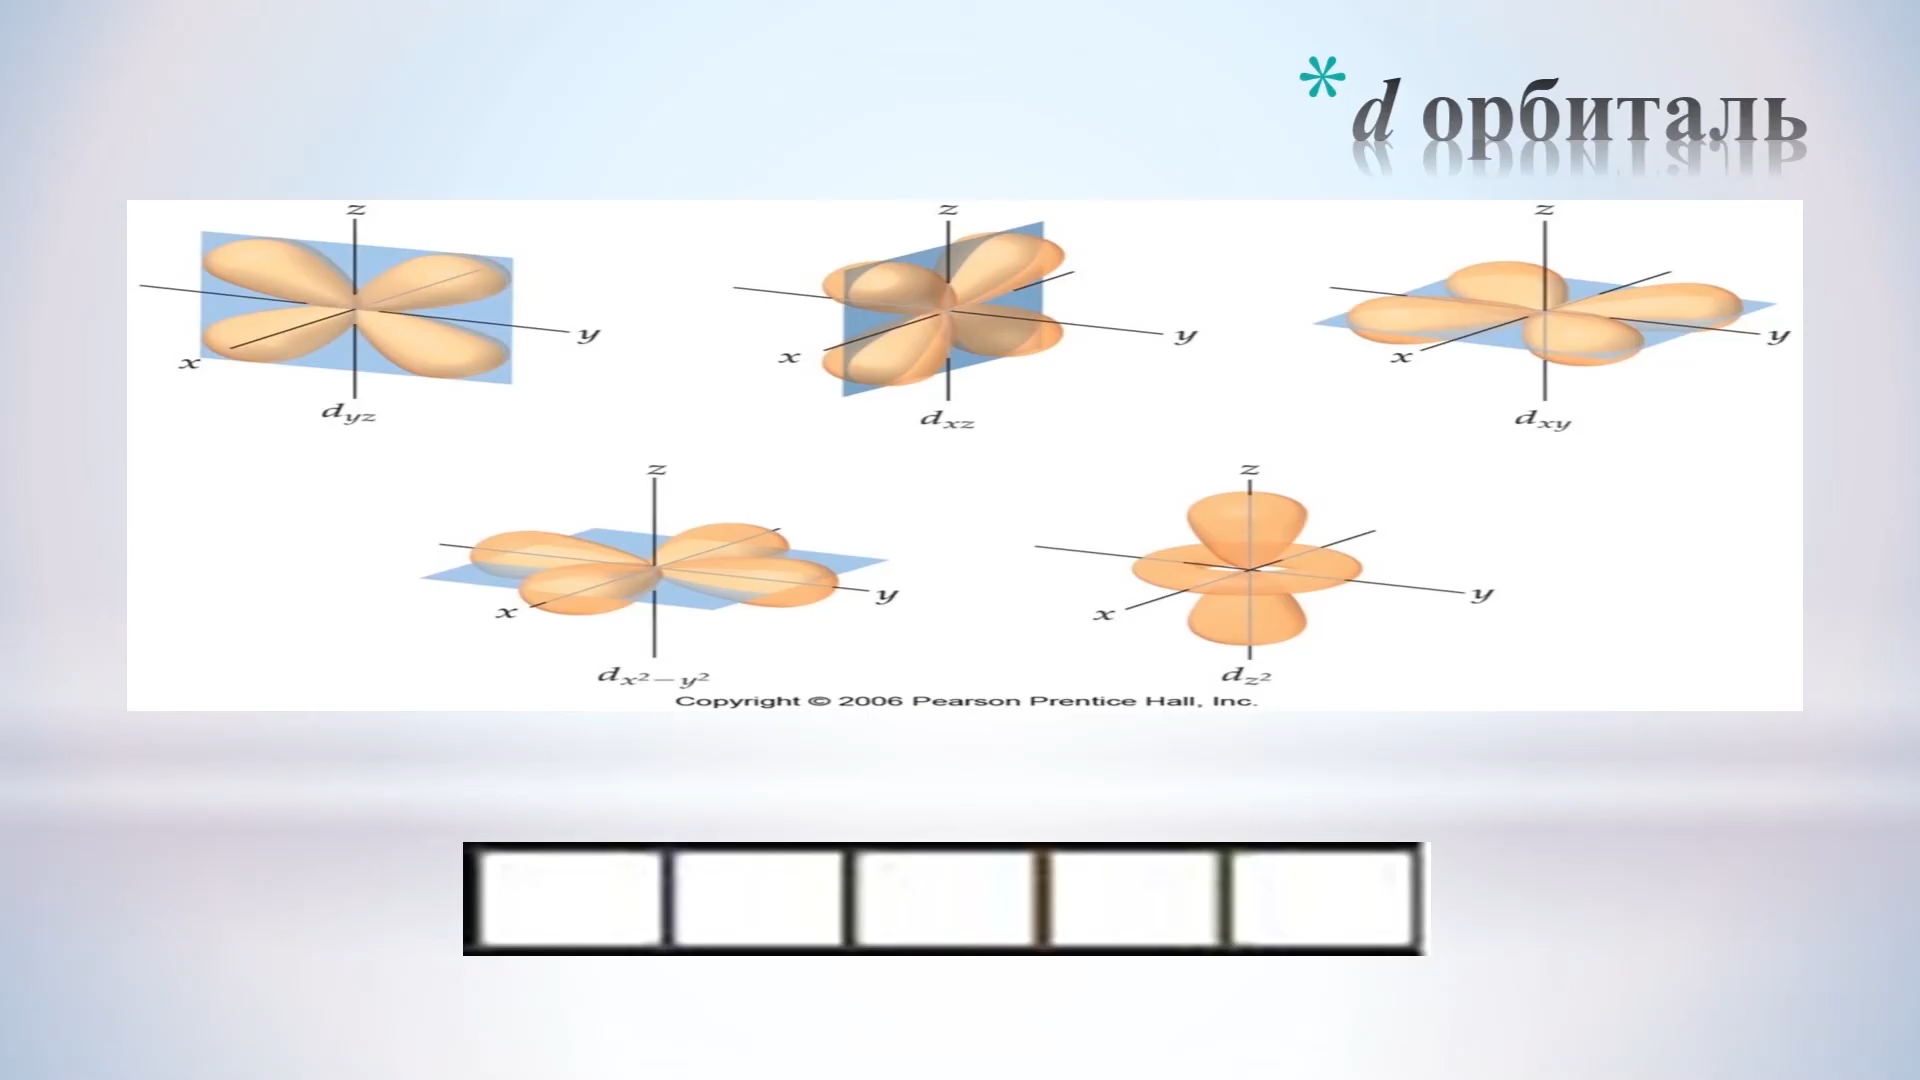 * d орбиталь
z z z
y y y
x x x
d_yz d_xz d_xy
z z
y y
x x
d_x²−y² d_z²
Copyright © 2006 Pearson Prentice Hall, Inc.